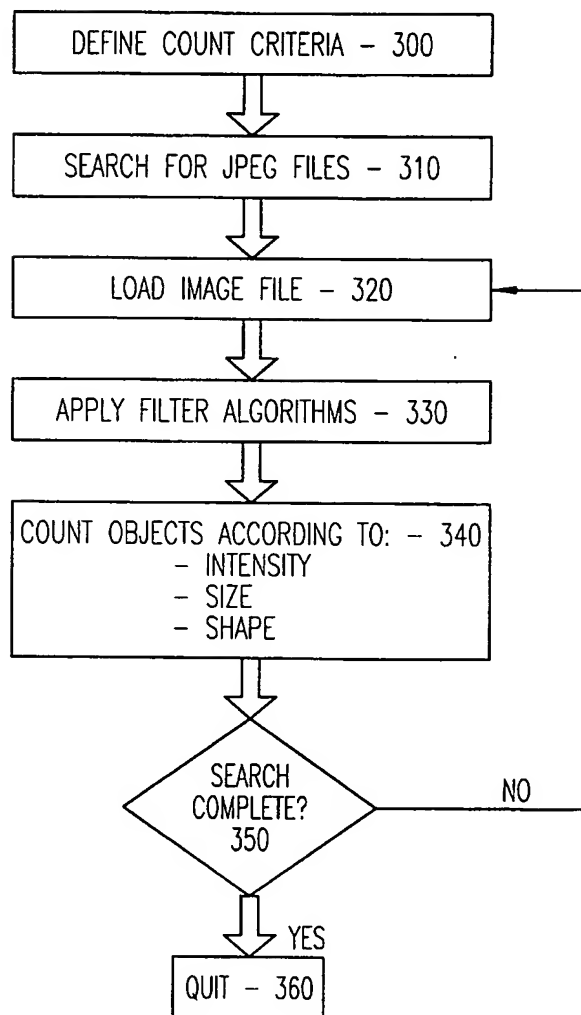 DEFINE COUNT CRITERIA - 300
SEARCH FOR JPEG FILES - 310
LOAD IMAGE FILE - 320
APPLY FILTER ALGORITHMS - 330
COUNT OBJECTS ACCORDING TO: - 340
- INTENSITY
- SIZE
- SHAPE
SEARCH
COMPLETE?
350
NO
YES
QUIT - 360